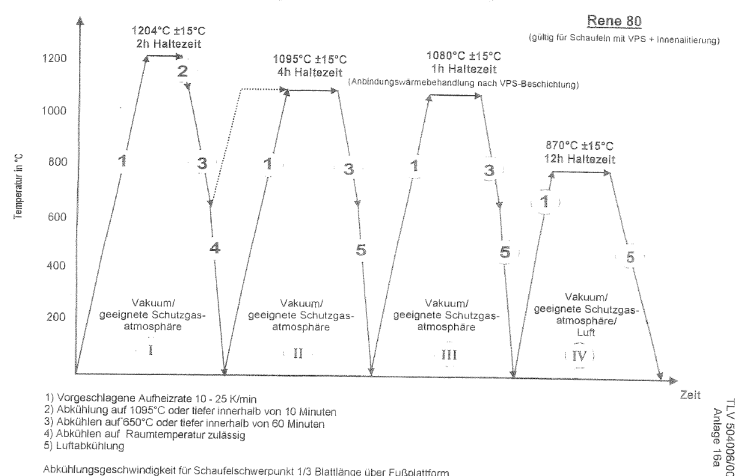 Rene 80
(gültig für Schaufeln mit VPS + Innenalitierung)
1204°C ±15°C
2h Haltezeit
1095°C ±15°C
4h Haltezeit
1080°C ±15°C
1h Haltezeit
(Anbindungswärmebehandlung nach VPS-Beschichtung)
870°C ±15°C
12h Haltezeit
Temperatur in °C
1200
1000
800
600
400
200
1
2
3
4
1
3
5
1
3
5
1
5
Vakuum/
geeignete Schutzgas-
atmosphäre
I
Vakuum/
geeignete Schutzgas-
atmosphäre
II
Vakuum/
geeignete Schutzgas-
atmosphäre
III
Vakuum/
geeignete Schutzgas-
atmosphäre/
Luft
IV
Zeit
1) Vorgeschlagene Aufheizrate 10 - 25 K/min
2) Abkühlung auf 1095°C oder tiefer innerhalb von 10 Minuten
3) Abkühlen auf 650°C oder tiefer innerhalb von 60 Minuten
4) Abkühlen auf Raumtemperatur zulässig
5) Luftabkühlung
Abkühlungsgeschwindigkeit für Schaufelschwerpunkt 1/3 Blattlänge über Fußplattform
TLV 504006.00
Anlage 16a